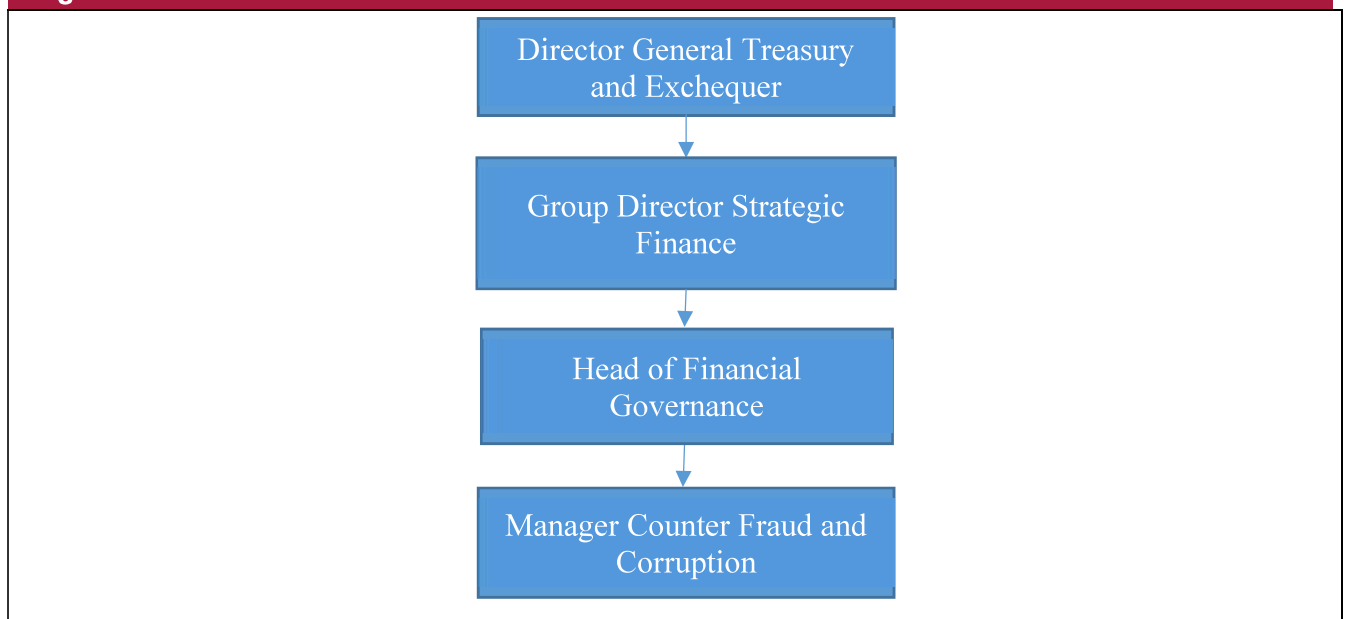 Director General Treasury
and Exchequer
Group Director Strategic
Finance
Head of Financial
Governance
Manager Counter Fraud and
Corruption